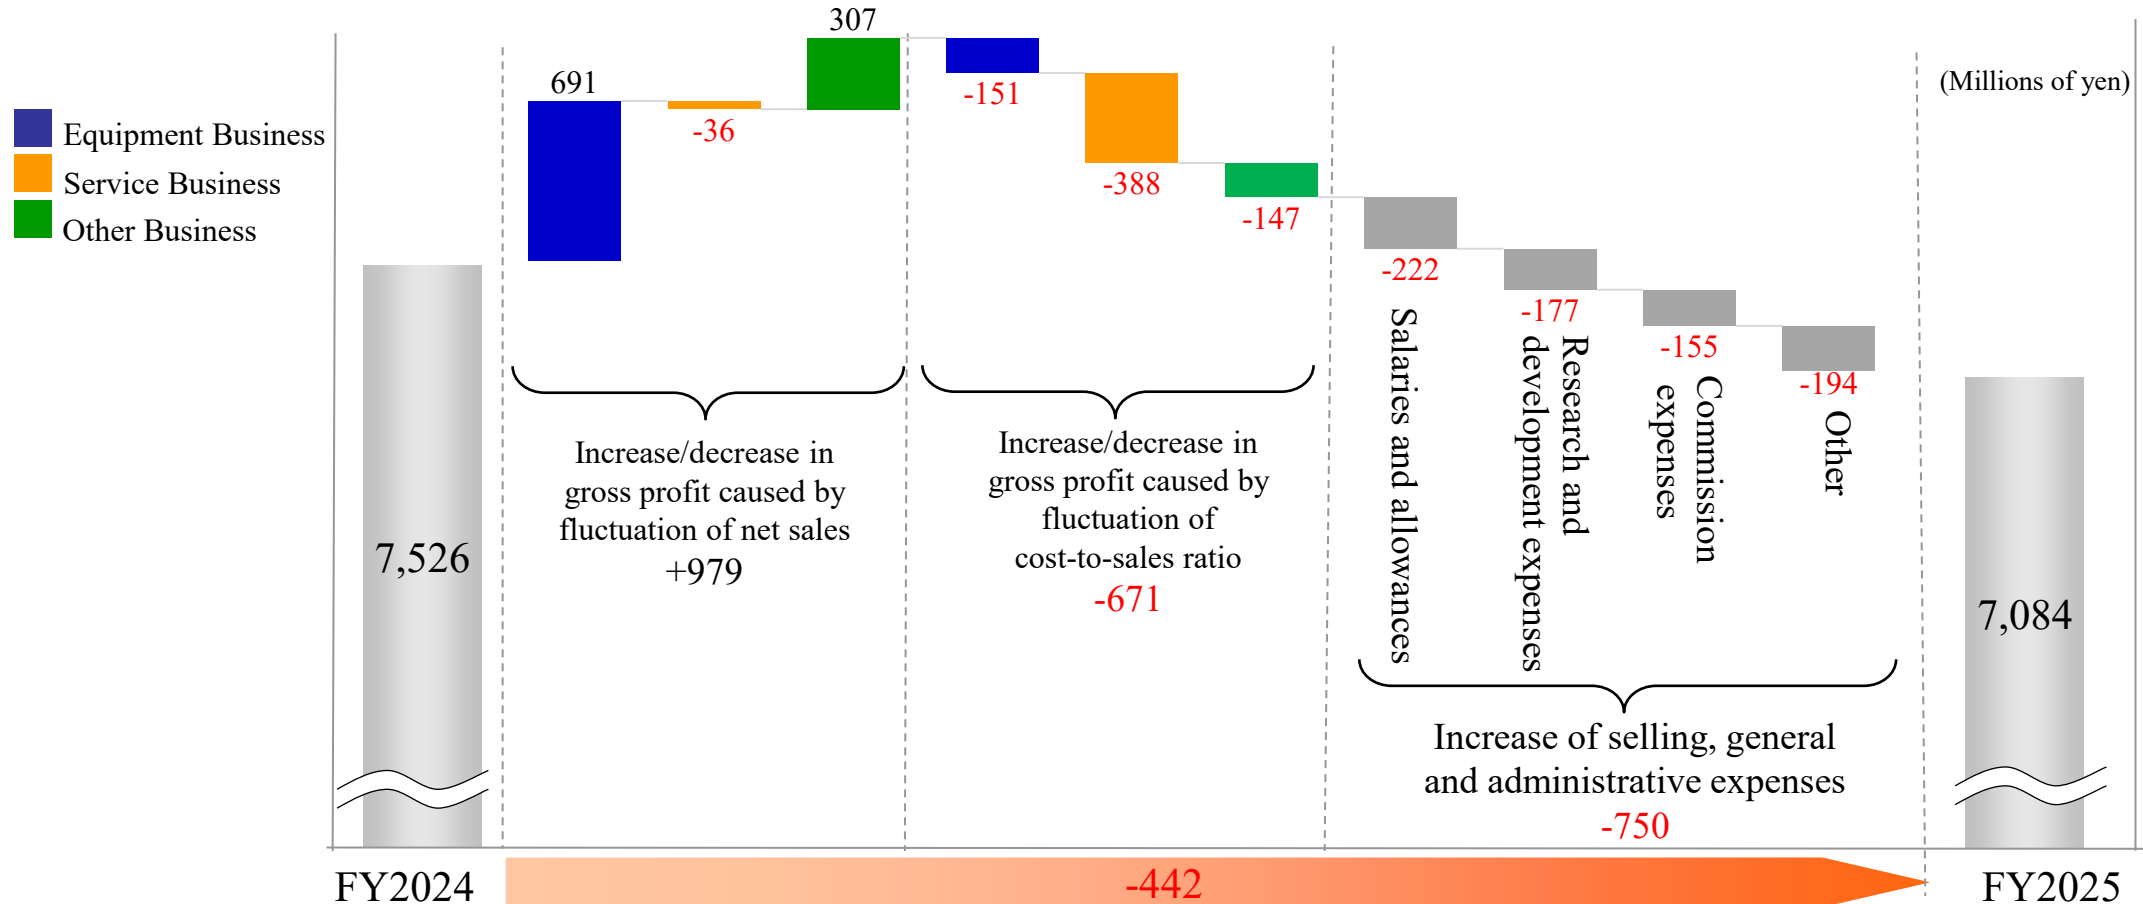 (Millions of yen)
Equipment Business
Service Business
Other Business
7,526
691
-36
307
Increase/decrease in
gross profit caused by
fluctuation of net sales
+979
-151
-388
-147
Increase/decrease in
gross profit caused by
fluctuation of
cost-to-sales ratio
-671
-222
Salaries and allowances
-177
Research and
development expenses
-155
Commission
expenses
-194
Other
Increase of selling, general
and administrative expenses
-750
7,084
FY2024
-442
FY2025